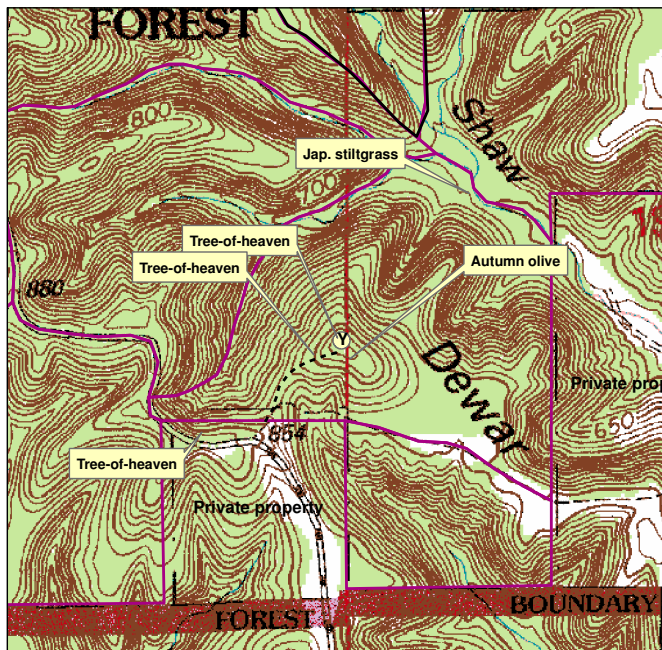 FOREST
750
800
Shaw
Jap. stiltgrass
700
Tree-of-heaven
Tree-of-heaven
Autumn olive
880
Y
Dewar
Private prop
650
854
Tree-of-heaven
Private property
FOREST
BOUNDARY